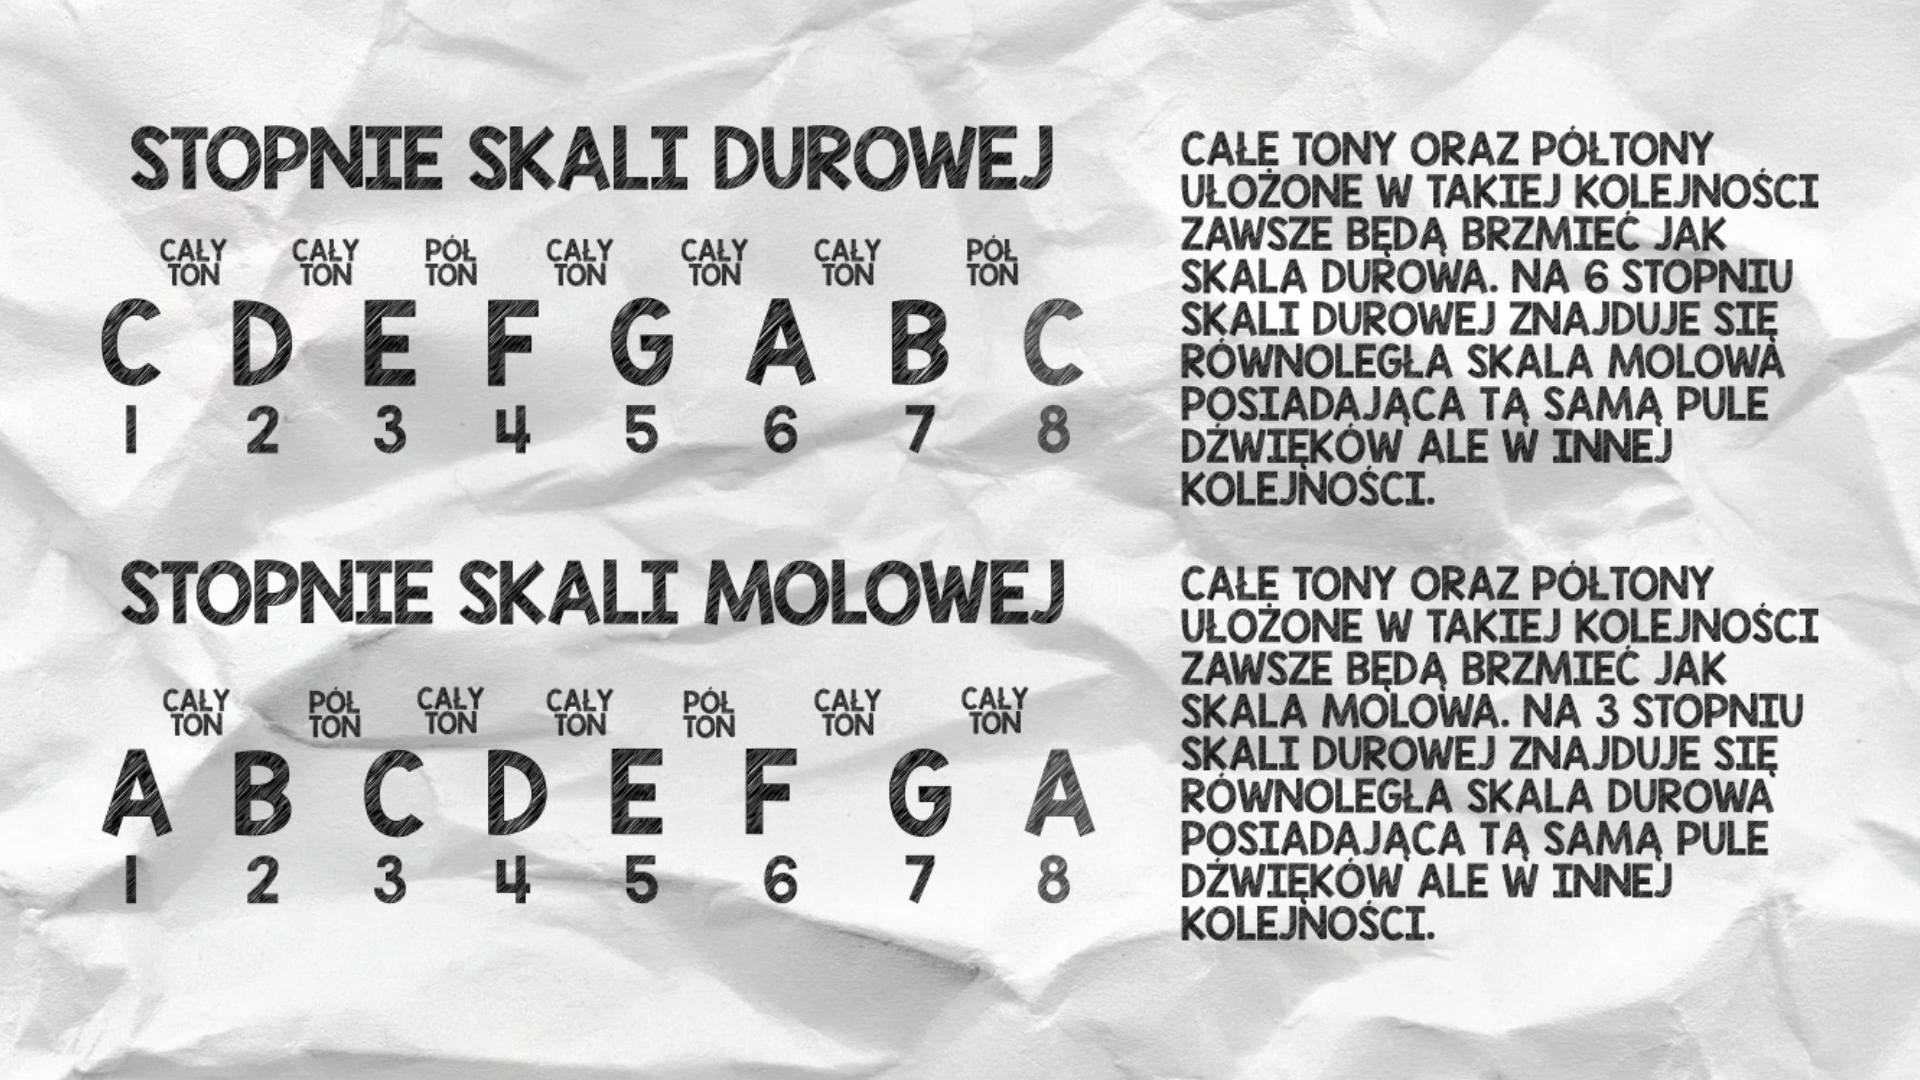 STOPNIE SKALI DUROWEJ
CAŁY TON CAŁY TON PÓŁ TON CAŁY TON CAŁY TON CAŁY TON PÓŁ TON
C D E F G A B C
1 2 3 4 5 6 7 8
CAŁE TONY ORAZ PÓŁTONY
UŁOŻONE W TAKIEJ KOLEJNOŚCI
ZAWSZE BĘDĄ BRZMIEĆ JAK
SKALA DUROWA. NA 6 STOPNIU
SKALI DUROWEJ ZNAJDUJE SIĘ
RÓWNOLEGŁA SKALA MOLOWA
POSIADAJĄCA TĄ SAMĄ PULE
DŹWIĘKÓW ALE W INNEJ
KOLEJNOŚCI.
STOPNIE SKALI MOLOWEJ
CAŁY TON PÓŁ TON CAŁY TON CAŁY TON PÓŁ TON CAŁY TON CAŁY TON
A B C D E F G A
1 2 3 4 5 6 7 8
CAŁE TONY ORAZ PÓŁTONY
UŁOŻONE W TAKIEJ KOLEJNOŚCI
ZAWSZE BĘDĄ BRZMIEĆ JAK
SKALA MOLOWA. NA 3 STOPNIU
SKALI DUROWEJ ZNAJDUJE SIĘ
RÓWNOLEGŁA SKALA DUROWA
POSIADAJĄCA TĄ SAMĄ PULE
DŹWIĘKÓW ALE W INNEJ
KOLEJNOŚCI.